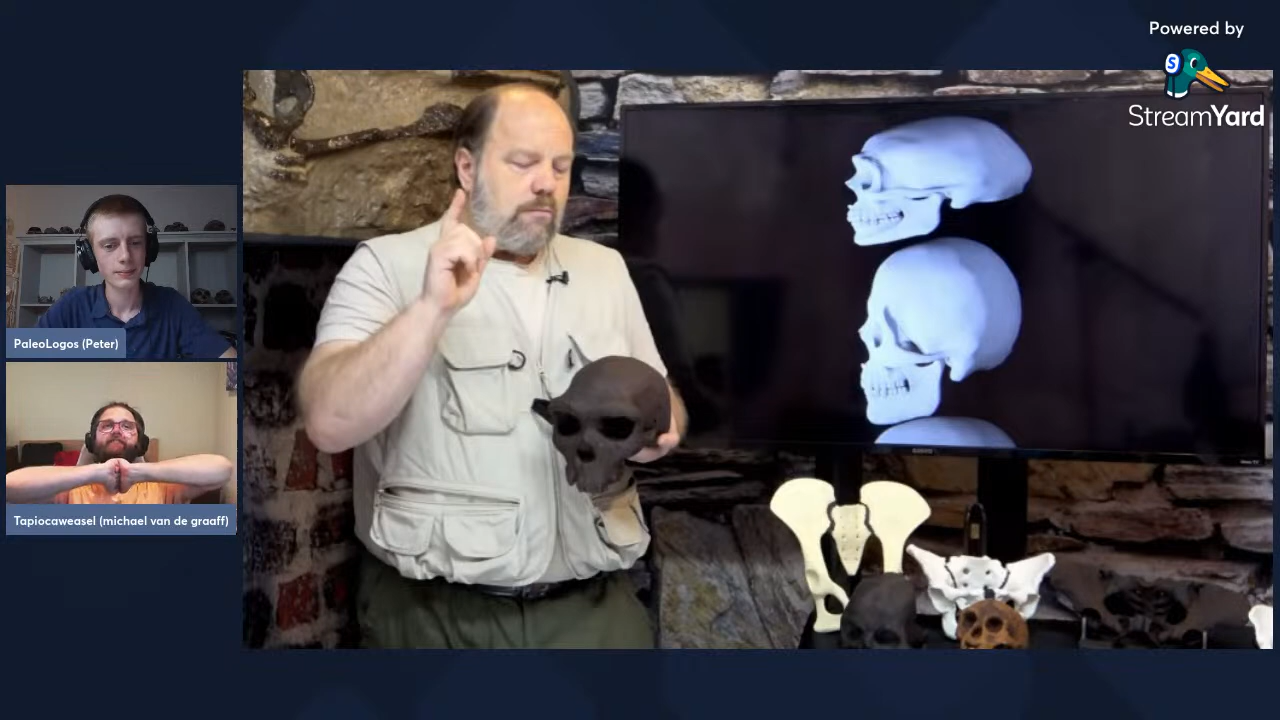 Powered by
S
StreamYard
PaleoLogos (Peter)
Tapiocaweasel (michael van de graaff)